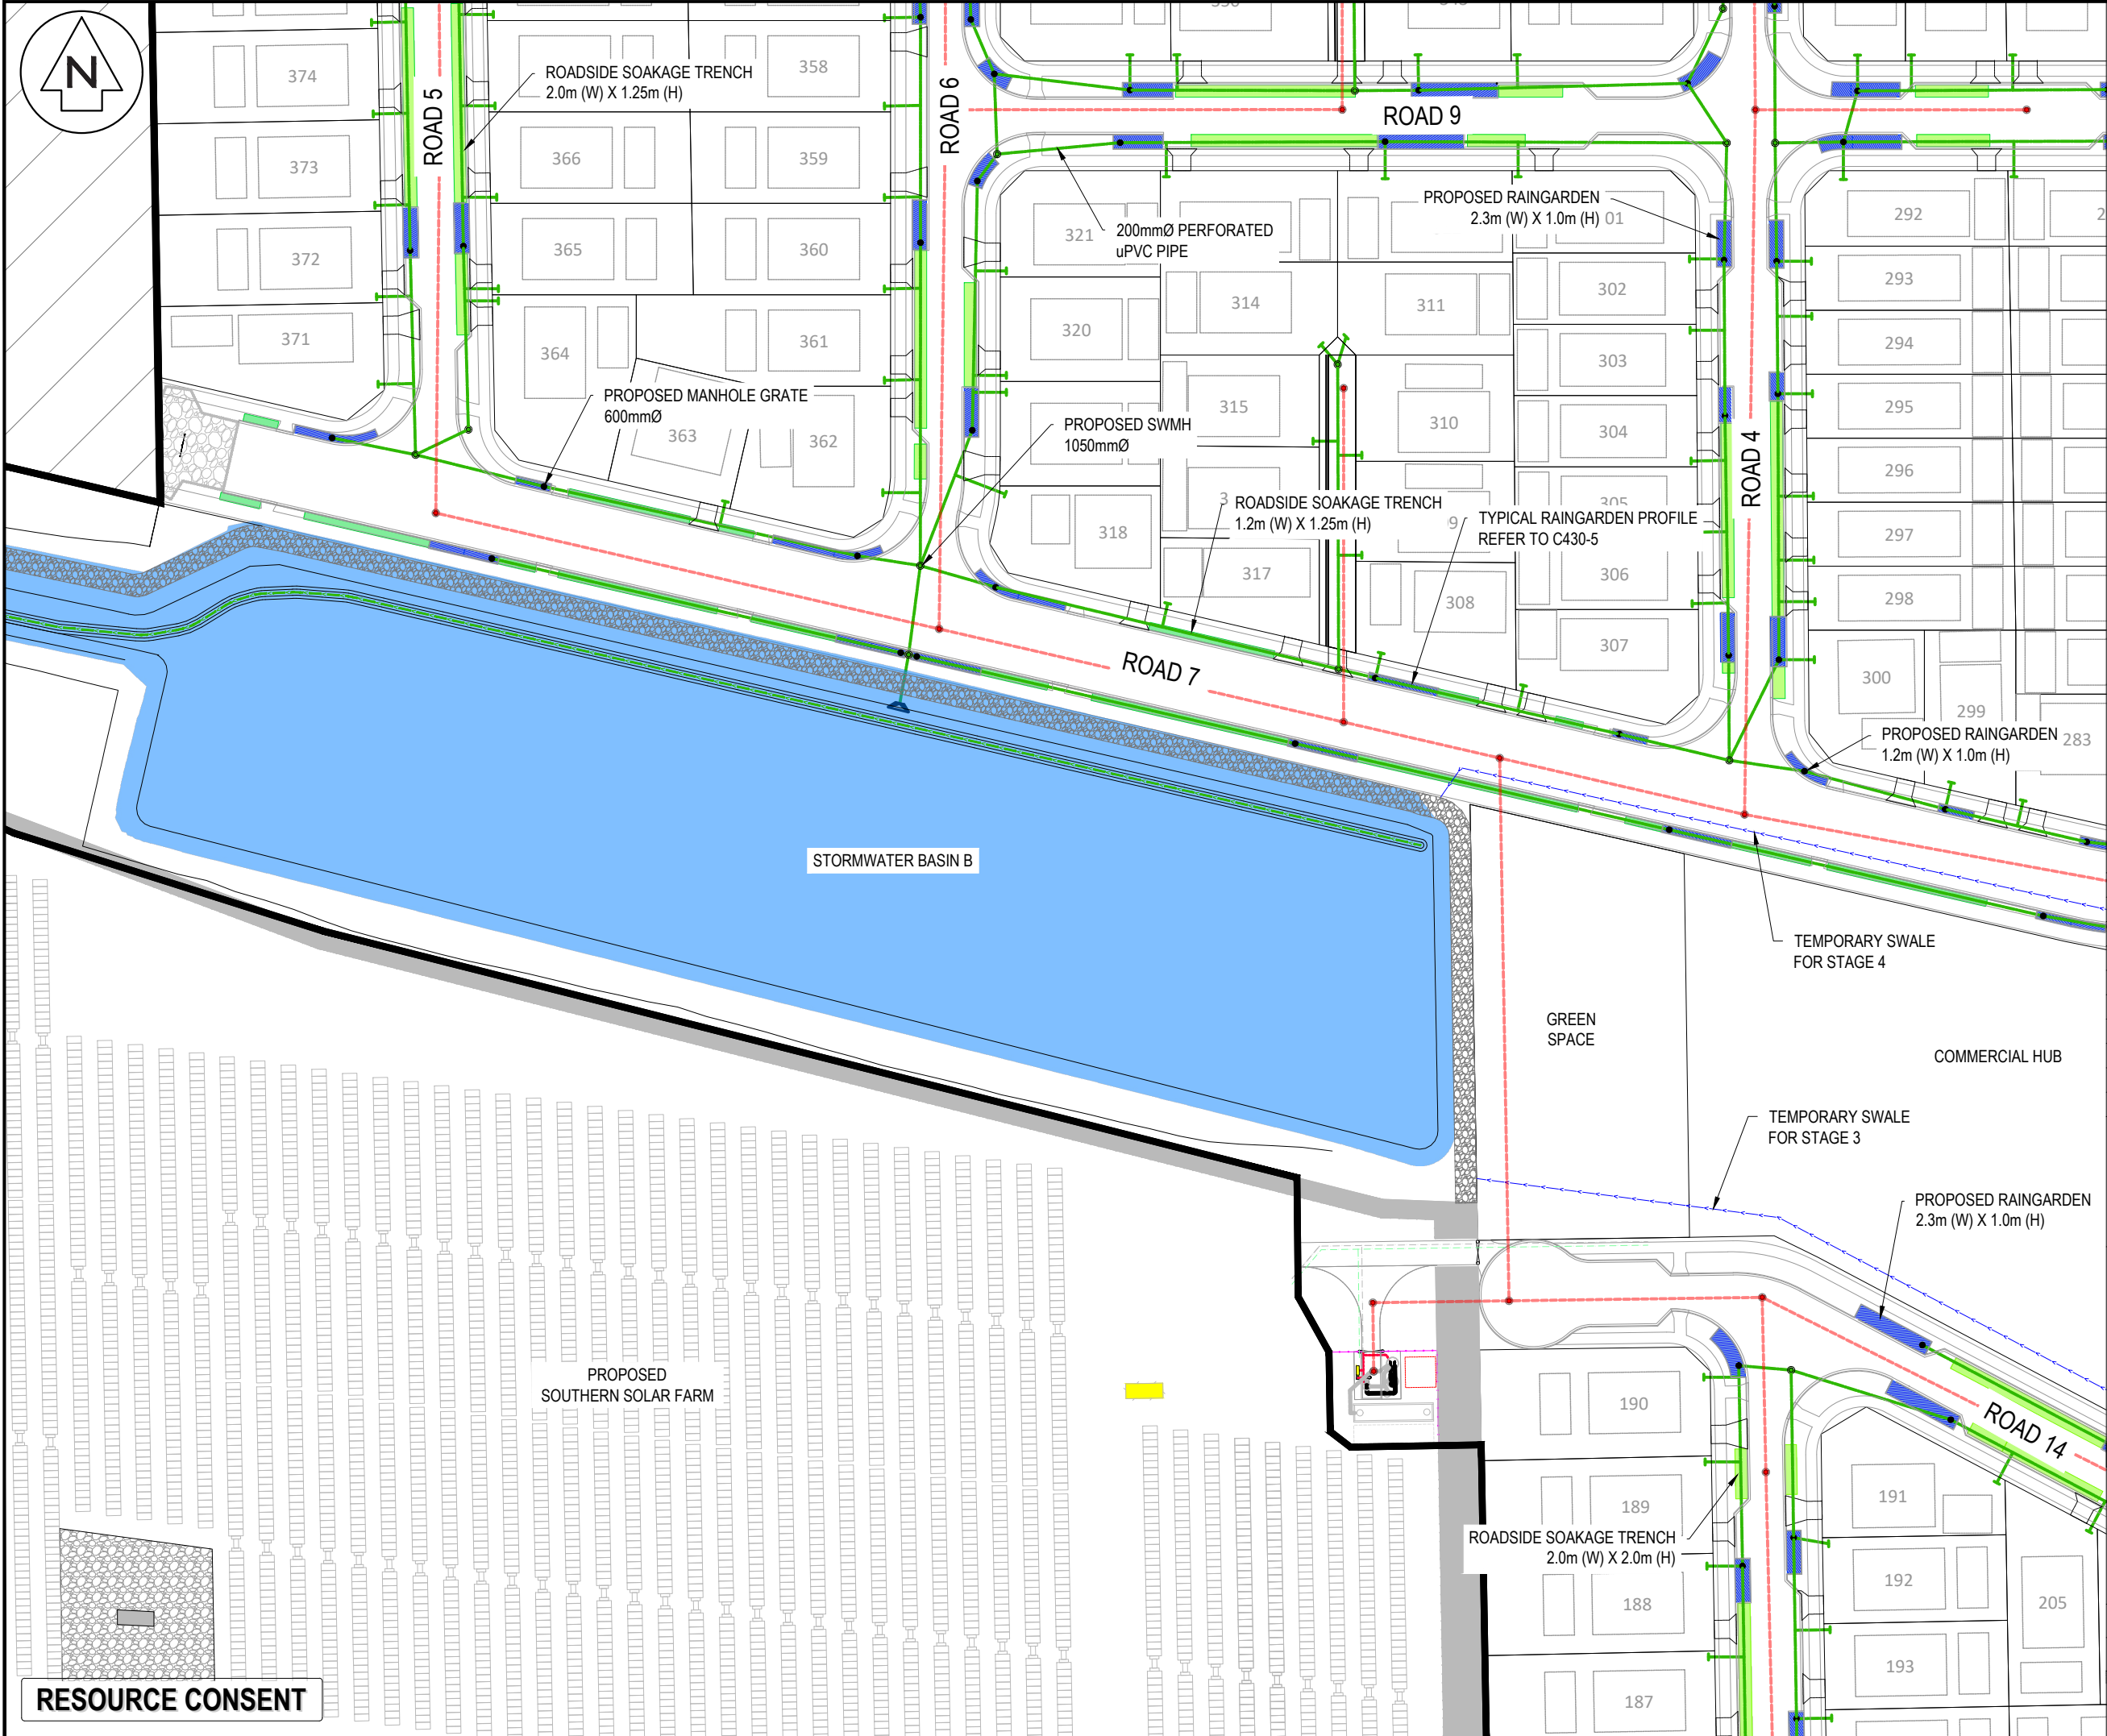 N
374
373
372
371
ROAD 5
ROADSIDE SOAKAGE TRENCH
2.0m (W) X 1.25m (H)
358
366
359
365
360
364
361
363
362
PROPOSED MANHOLE GRATE
600mmØ
ROAD 6
ROAD 9
PROPOSED SWMH
1050mmØ
321
200mmØ PERFORATED
uPVC PIPE
320
318
314
315
317
311
310
308
PROPOSED RAINGARDEN
2.3m (W) X 1.0m (H)
01
302
303
304
305
306
307
ROADSIDE SOAKAGE TRENCH
1.2m (W) X 1.25m (H)
TYPICAL RAINGARDEN PROFILE
REFER TO C430-5
ROAD 4
292
293
294
295
296
297
298
300
299
283
PROPOSED RAINGARDEN
1.2m (W) X 1.0m (H)
ROAD 7
STORMWATER BASIN B
TEMPORARY SWALE
FOR STAGE 4
GREEN
SPACE
COMMERCIAL HUB
TEMPORARY SWALE
FOR STAGE 3
PROPOSED RAINGARDEN
2.3m (W) X 1.0m (H)
PROPOSED
SOUTHERN SOLAR FARM
ROAD 14
190
189
ROADSIDE SOAKAGE TRENCH
2.0m (W) X 2.0m (H)
188
187
191
192
193
205
RESOURCE CONSENT